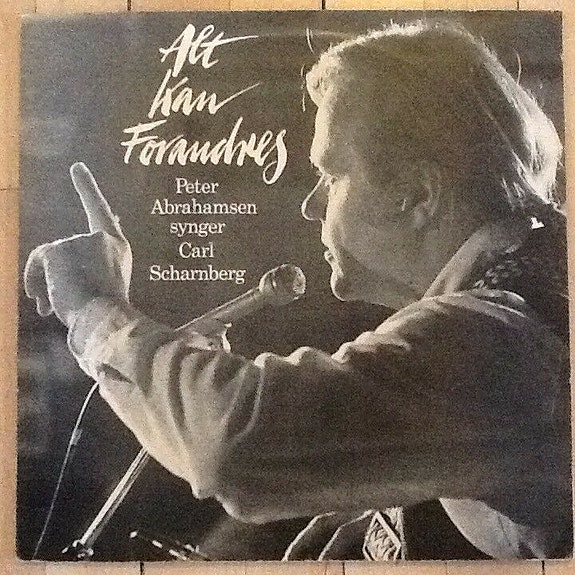 Alt
kan
Forandres
Peter
Abrahamsen
synger
Carl
Scharnberg